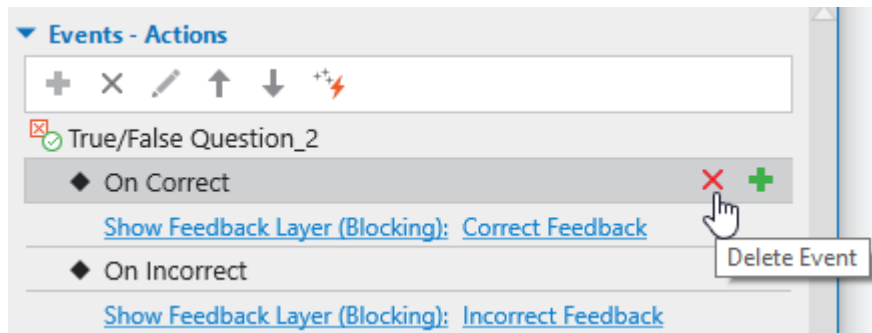 Events - Actions
True/False Question_2
On Correct
Show Feedback Layer (Blocking): Correct Feedback
Delete Event
On Incorrect
Show Feedback Layer (Blocking): Incorrect Feedback